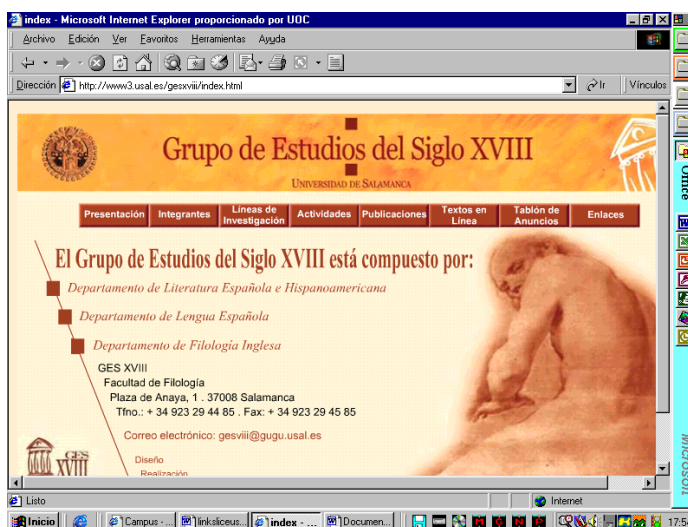 index - Microsoft Internet Explorer proporcionado por UOC
Archivo Edición Ver Favoritos Herramientas Ayuda
Dirección http://www3.usal.es/gesxviii/index.html Ir Vínculos
Grupo de Estudios del Siglo XVIII
UNIVERSIDAD DE SALAMANCA
Presentación Integrantes Líneas de Investigación Actividades Publicaciones Textos en Línea Tablón de Anuncios Enlaces
El Grupo de Estudios del Siglo XVIII está compuesto por:
Departamento de Literatura Española e Hispanoamericana
Departamento de Lengua Española
Departamento de Filología Inglesa
GES XVIII
Facultad de Filología
Plaza de Anaya, 1 . 37008 Salamanca
Tfno.: + 34 923 29 44 85 . Fax: + 34 923 29 45 85
Correo electrónico: gesviii@gugu.usal.es
Diseño
Realización
GES
XVIII
Listo Internet
Inicio Campus - ... linksliceus... index - ... Documen...
Office
Microsoft